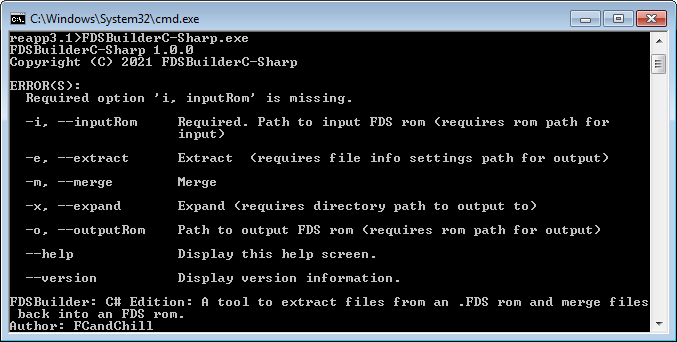 C:\Windows\System32\cmd.exe
reapp3.1>FDSBuilderC-Sharp.exe
FDSBuilderC-Sharp 1.0.0
Copyright (C) 2021 FDSBuilderC-Sharp
ERROR(S):
Required option 'i, inputRom' is missing.
-i, --inputRom Required. Path to input FDS rom (requires rom path for
input)
-e, --extract Extract (requires file info settings path for output)
-m, --merge Merge
-x, --expand Expand (requires directory path to output to)
-o, --outputRom Path to output FDS rom (requires rom path for output)
--help Display this help screen.
--version Display version information.
FDSBuilder: C# Edition: A tool to extract files from an .FDS rom and merge files
back into an FDS rom.
Author: FCandChill